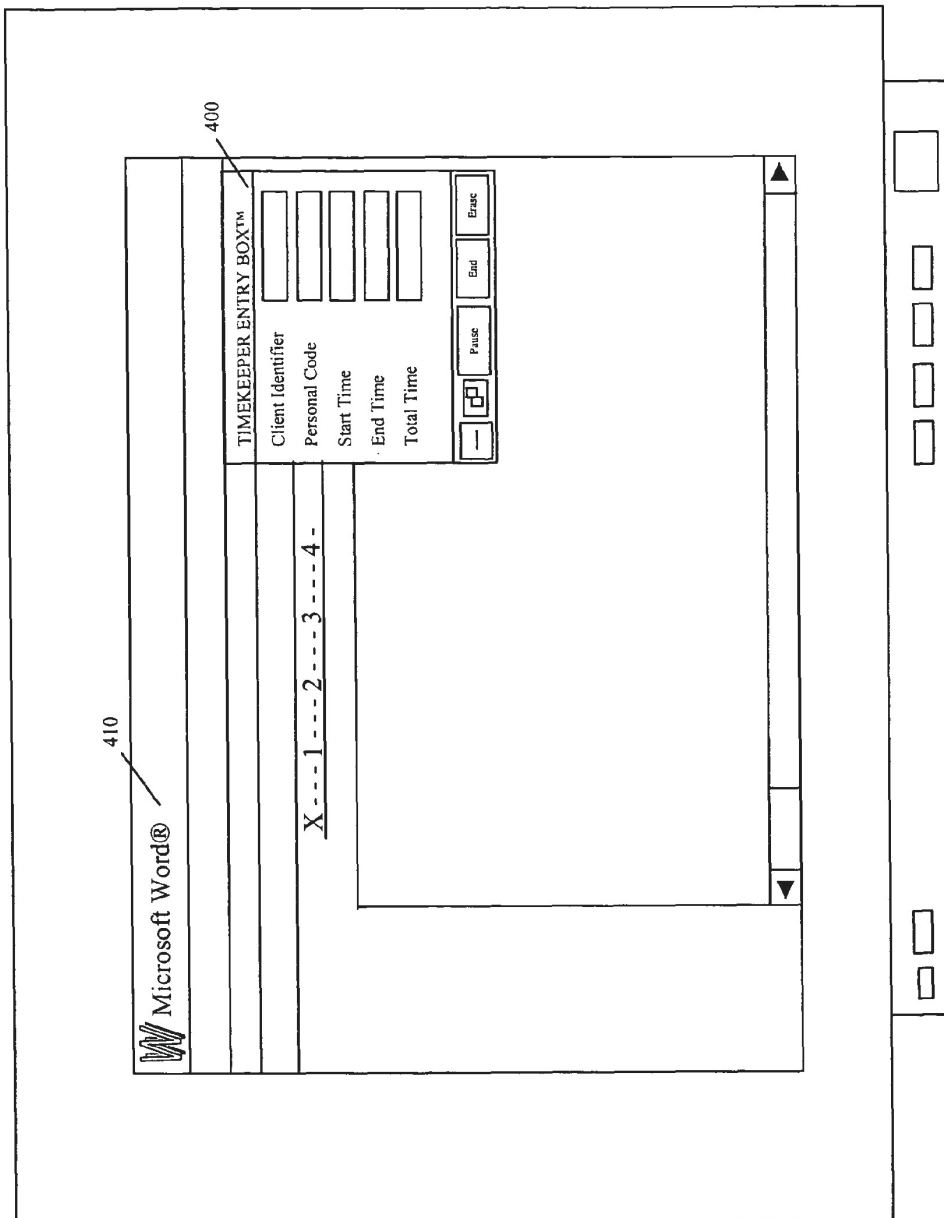 410
Microsoft Word®
400
TIMEKEEPER ENTRY BOX™
Client Identifier
Personal Code
Start Time
End Time
Total Time
Pause
End
Erase
X - - - 1 - - - 2 - - - 3 - - - 4 -